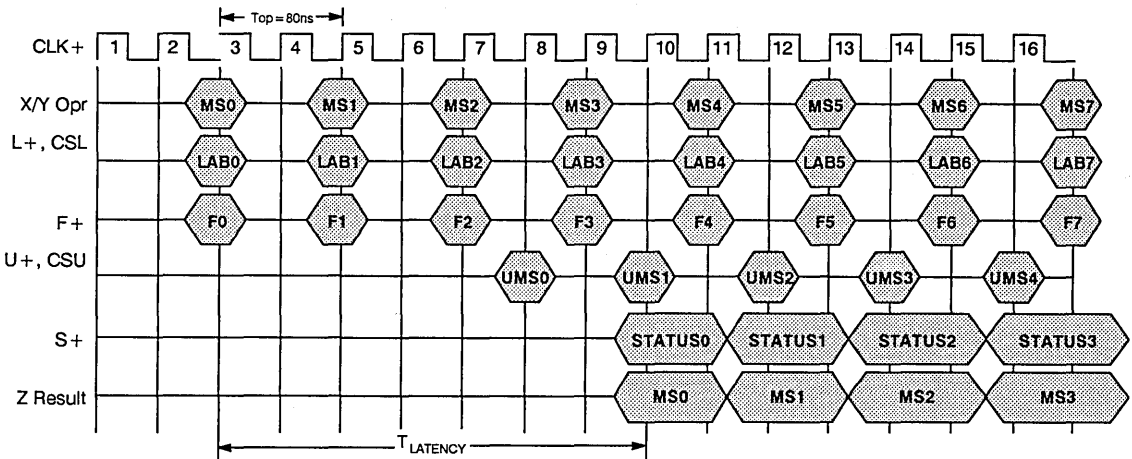 Top=80ns
CLK+ 1 2 3 4 5 6 7 8 9 10 11 12 13 14 15 16
X/Y Opr MS0 MS1 MS2 MS3 MS4 MS5 MS6 MS7
L+, CSL LAB0 LAB1 LAB2 LAB3 LAB4 LAB5 LAB6 LAB7
F+ F0 F1 F2 F3 F4 F5 F6 F7
U+, CSU UMS0 UMS1 UMS2 UMS3 UMS4
S+ STATUS0 STATUS1 STATUS2 STATUS3
Z Result MS0 MS1 MS2 MS3
TLATENCY